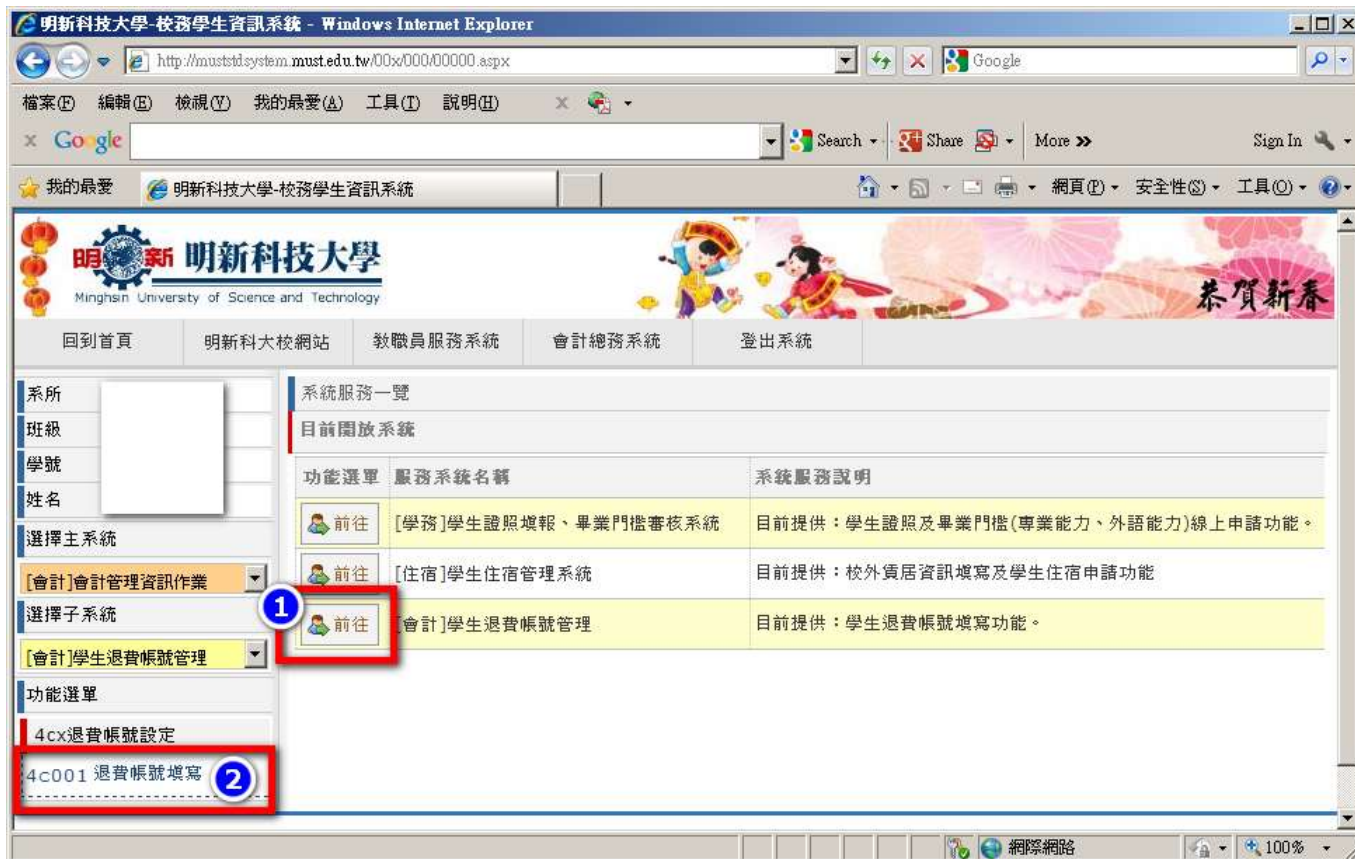 明新科技大學-校務學生資訊系統 - Windows Internet Explorer
http://muststdsystem.must.edu.tw/00x/000/00000.aspx
Google
檔案(F) 編輯(E) 檢視(V) 我的最愛(A) 工具(T) 說明(H)
Google Search Share More Sign In
我的最愛 明新科技大學-校務學生資訊系統 網頁(P) 安全性(S) 工具(O)
明新 明新科技大學
Minghsin University of Science and Technology
恭賀新春
回到首頁 明新科大校網站 教職員服務系統 會計總務系統 登出系統
系所
班級
學號
姓名
選擇主系統
[會計]會計管理資訊作業
選擇子系統
[會計]學生退費帳號管理
功能選單
4cx退費帳號設定
4c001 退費帳號填寫 2
系統服務一覽
目前開放系統
功能選單 服務系統名稱 系統服務說明
前往 [學務]學生證照填報、畢業門檻審核系統 目前提供：學生證照及畢業門檻(專業能力、外語能力)線上申請功能。
前往 [住宿]學生住宿管理系統 目前提供：校外賃居資訊填寫及學生住宿申請功能
1 前往 [會計]學生退費帳號管理 目前提供：學生退費帳號填寫功能。
網際網路 100%